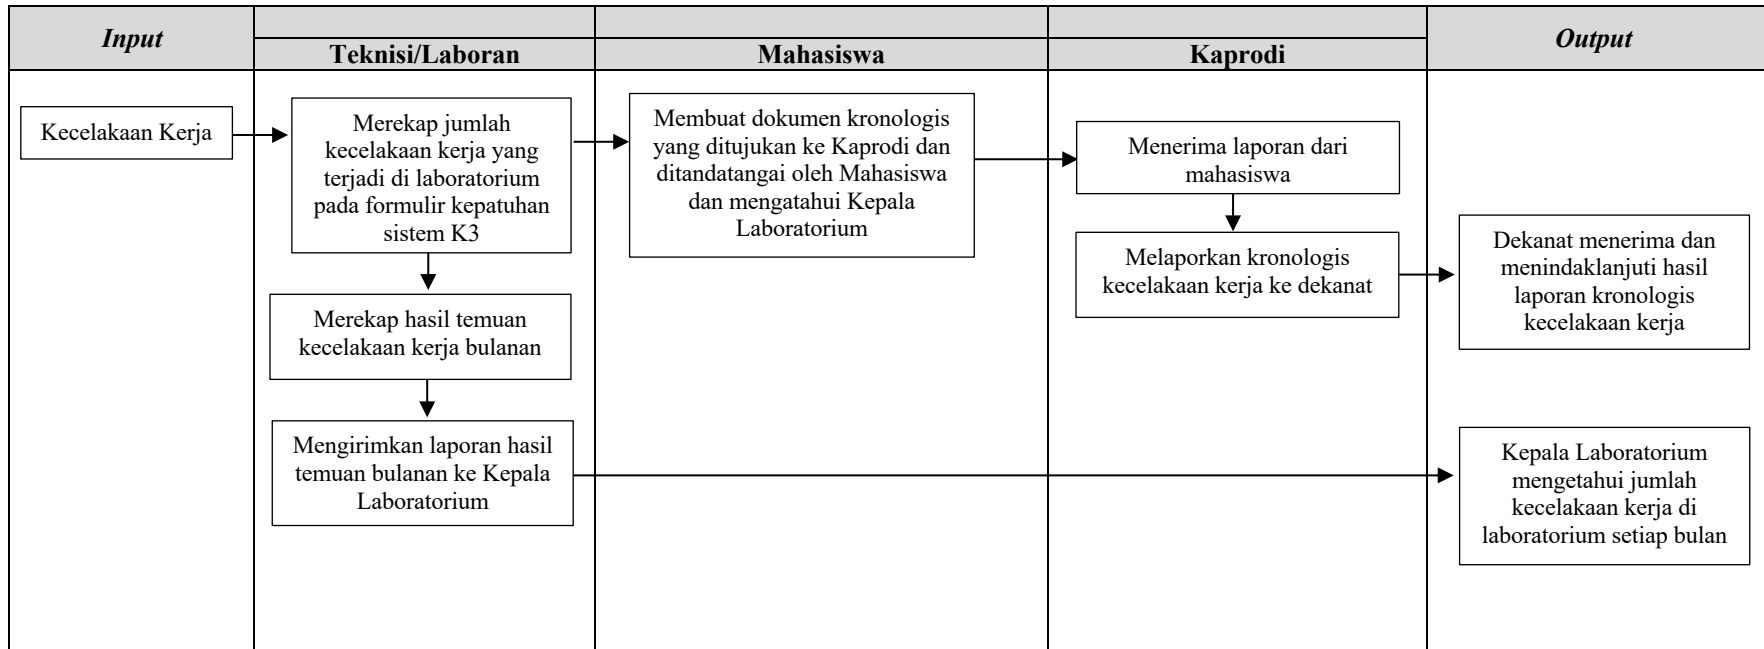 Input
Output
Teknisi/Laboran
Mahasiswa
Kaprodi
Kecelakaan Kerja
Merekap jumlah
kecelakaan kerja yang
terjadi di laboratorium
pada formulir kepatuhan
sistem K3
Membuat dokumen kronologis
yang ditujukan ke Kaprodi dan
ditandatangai oleh Mahasiswa
dan mengatahui Kepala
Laboratorium
Menerima laporan dari
mahasiswa
Melaporkan kronologis
kecelakaan kerja ke dekanat
Dekanat menerima dan
menindaklanjuti hasil
laporan kronologis
kecelakaan kerja
Merekap hasil temuan
kecelakaan kerja bulanan
Mengirimkan laporan hasil
temuan bulanan ke Kepala
Laboratorium
Kepala Laboratorium
mengetahui jumlah
kecelakaan kerja di
laboratorium setiap bulan